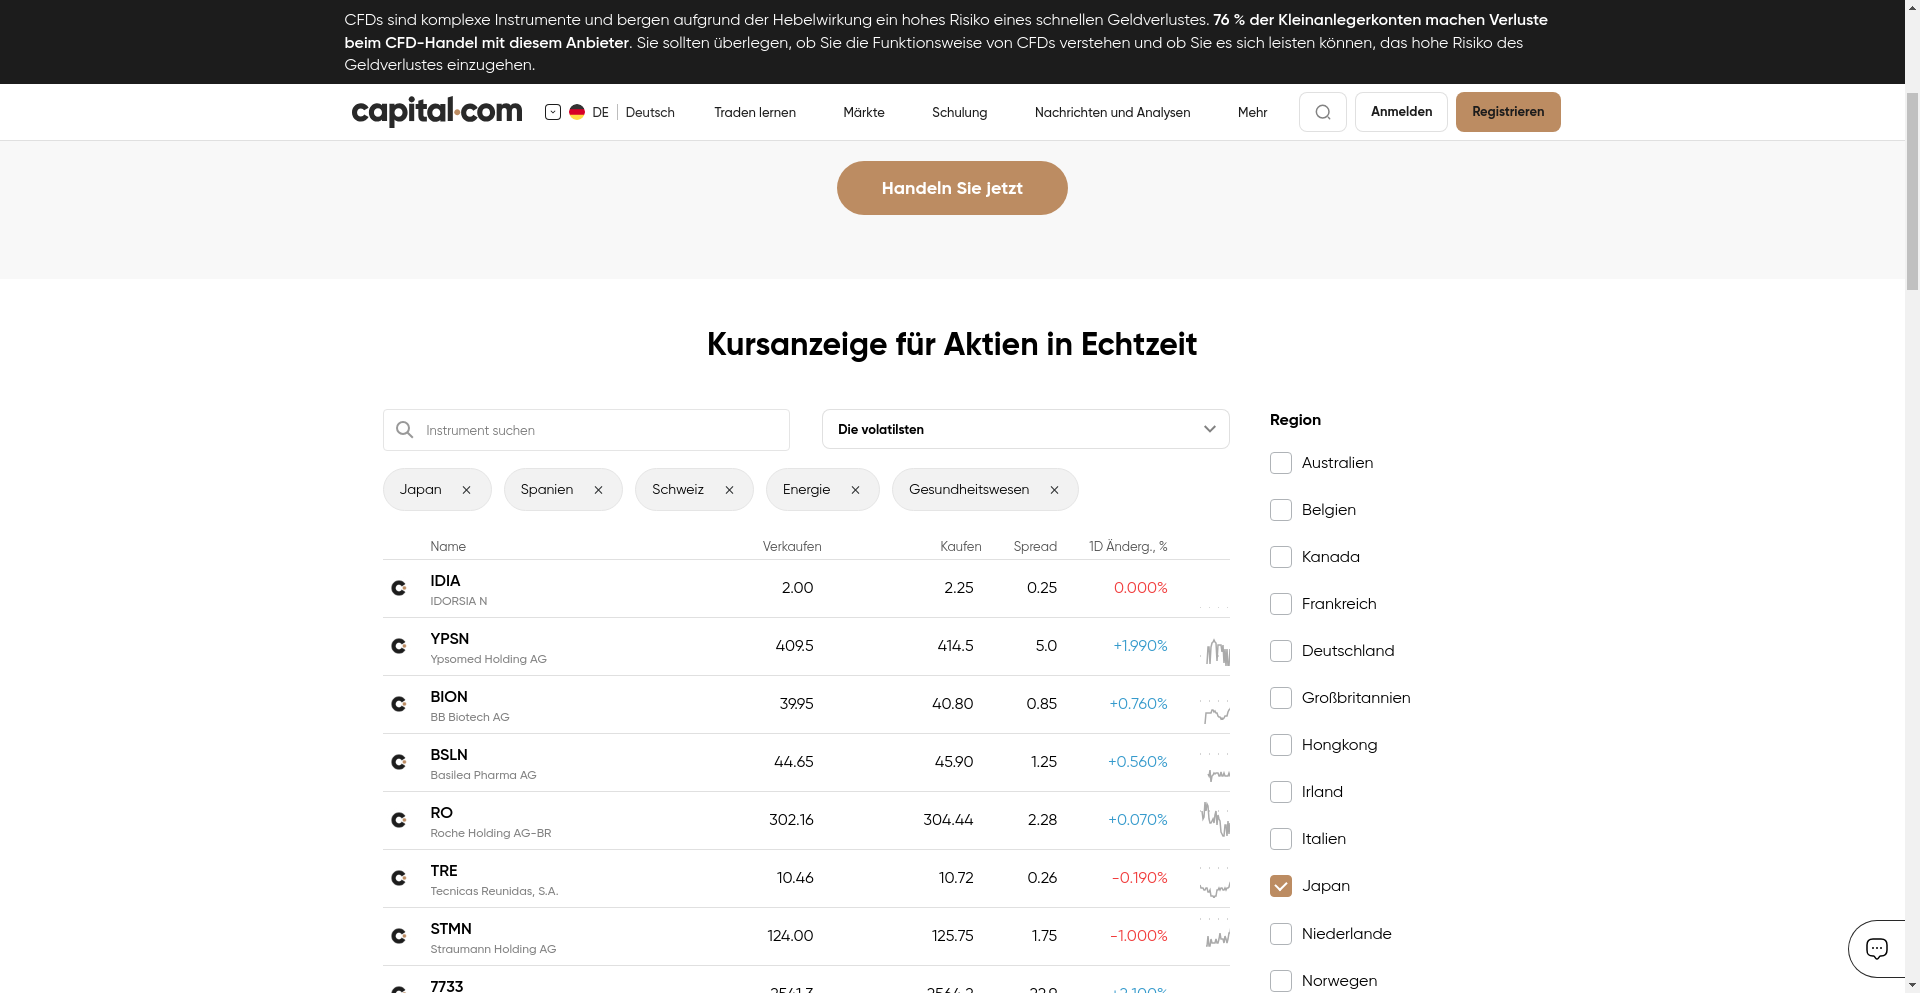 CFDs sind komplexe Instrumente und bergen aufgrund der Hebelwirkung ein hohes Risiko eines schnellen Geldverlustes. 76 % der Kleinanlegerkonten machen Verluste
beim CFD-Handel mit diesem Anbieter. Sie sollten überlegen, ob Sie die Funktionsweise von CFDs verstehen und ob Sie es sich leisten können, das hohe Risiko des
Geldverlustes einzugehen.
capital.com DE Deutsch Traden lernen Märkte Schulung Nachrichten und Analysen Mehr Anmelden Registrieren
Handeln Sie jetzt
Kursanzeige für Aktien in Echtzeit
Instrument suchen
Die volatilsten
Japan Spanien Schweiz Energie Gesundheitswesen
Name Verkaufen Kaufen Spread 1D Änderg., %
IDIA 2.00 2.25 0.25 0.000%
IDORSIA N
YPSN 409.5 414.5 5.0 +1.990%
Ypsomed Holding AG
BION 39.95 40.80 0.85 +0.760%
BB Biotech AG
BSLN 44.65 45.90 1.25 +0.560%
Basilea Pharma AG
RO 302.16 304.44 2.28 +0.070%
Roche Holding AG-BR
TRE 10.46 10.72 0.26 -0.190%
Tecnicas Reunidas, S.A.
STMN 124.00 125.75 1.75 -1.000%
Straumann Holding AG
7733
Region
Australien
Belgien
Kanada
Frankreich
Deutschland
Großbritannien
Hongkong
Irland
Italien
Japan
Niederlande
Norwegen